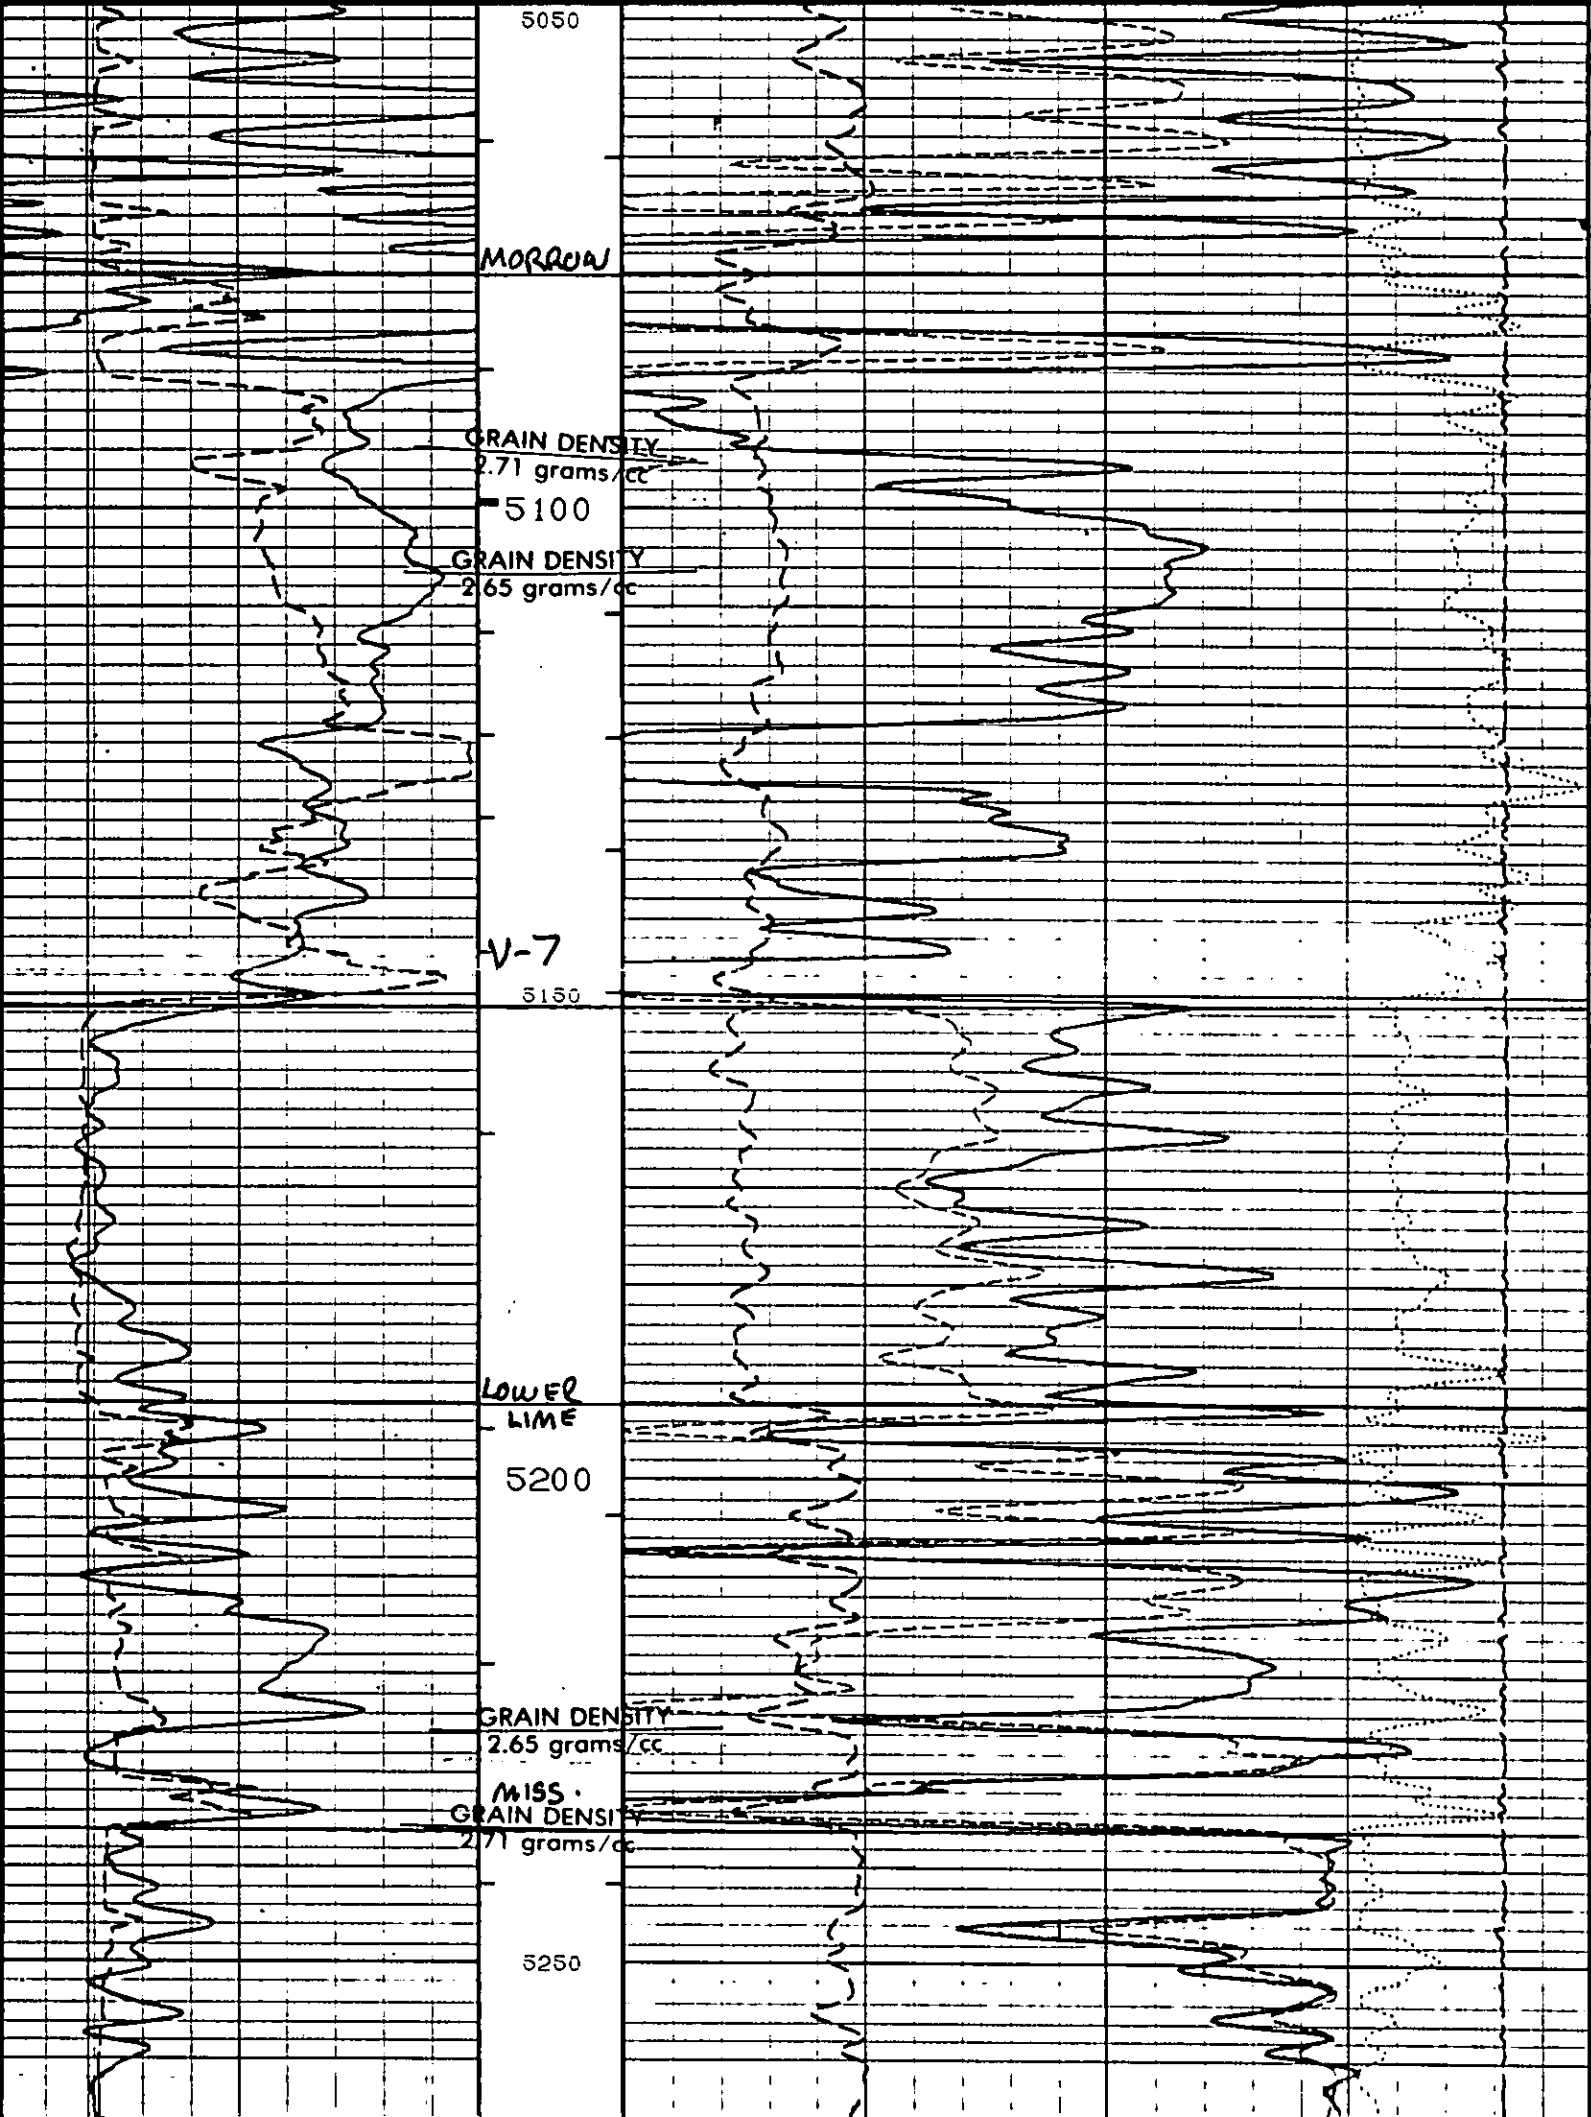 5050
MORROW
GRAIN DENSITY
2.71 grams/cc
5100
GRAIN DENSITY
2.65 grams/cc
V-7
5150
LOWER
LIME
5200
GRAIN DENSITY
2.65 grams/cc
MISS.
GRAIN DENSITY
2.71 grams/cc
5250